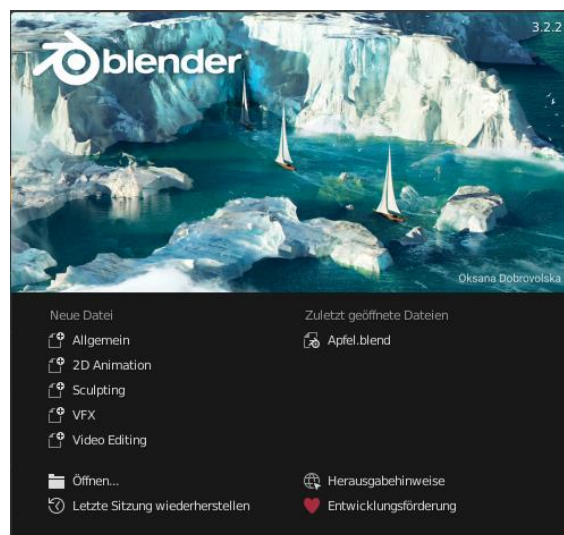 3.2.2
blender
Oksana Dobrovolska
Neue Datei
Allgemein
2D Animation
Sculpting
VFX
Video Editing
Zuletzt geöffnete Dateien
Apfel.blend
Öffnen...
Letzte Sitzung wiederherstellen
Herausgabehinweise
Entwicklungsförderung